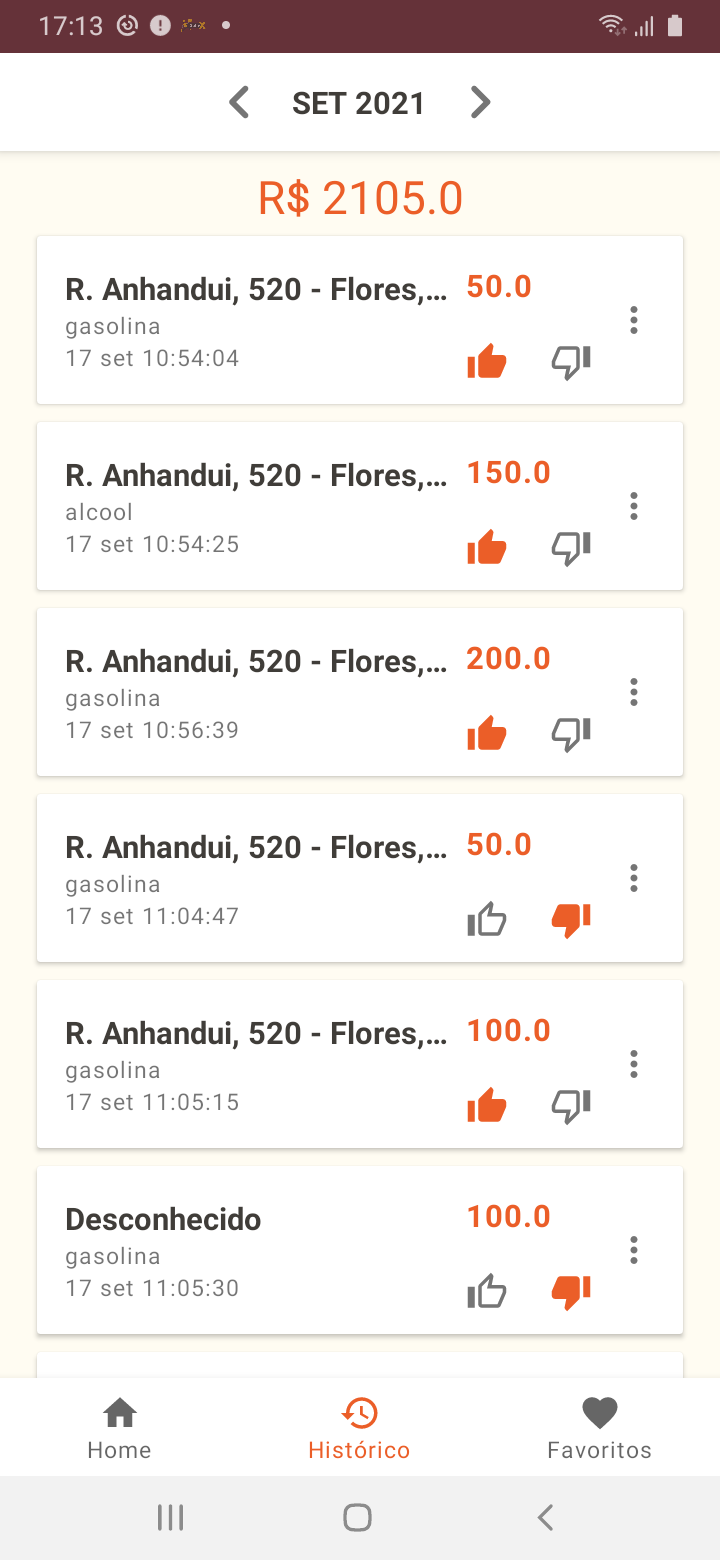 17:13
SET 2021
R$ 2105.0
R. Anhandui, 520 - Flores,... 50.0
gasolina
17 set 10:54:04
R. Anhandui, 520 - Flores,... 150.0
alcool
17 set 10:54:25
R. Anhandui, 520 - Flores,... 200.0
gasolina
17 set 10:56:39
R. Anhandui, 520 - Flores,... 50.0
gasolina
17 set 11:04:47
R. Anhandui, 520 - Flores,... 100.0
gasolina
17 set 11:05:15
Desconhecido 100.0
gasolina
17 set 11:05:30
Home Histórico Favoritos